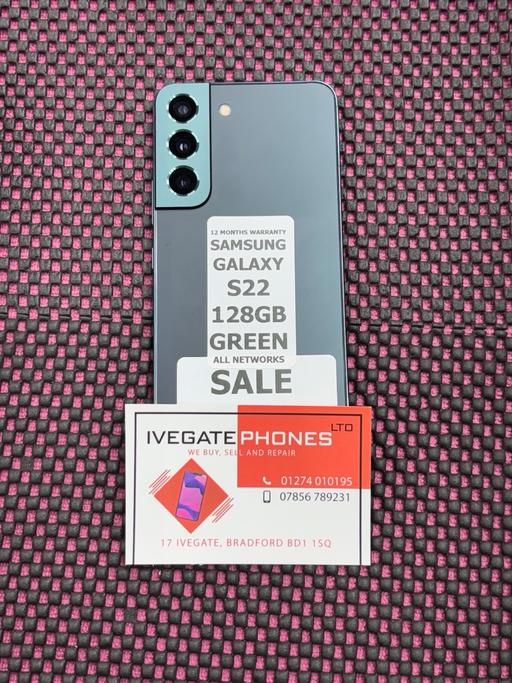 12 MONTHS WARRANTY
SAMSUNG
GALAXY
S22
128GB
GREEN
ALL NETWORKS
SALE
IVEGATE PHONES LTD
WE BUY, SELL AND REPAIR
01274 010195
07856 789231
17 IVEGATE, BRADFORD BD1 1SQ